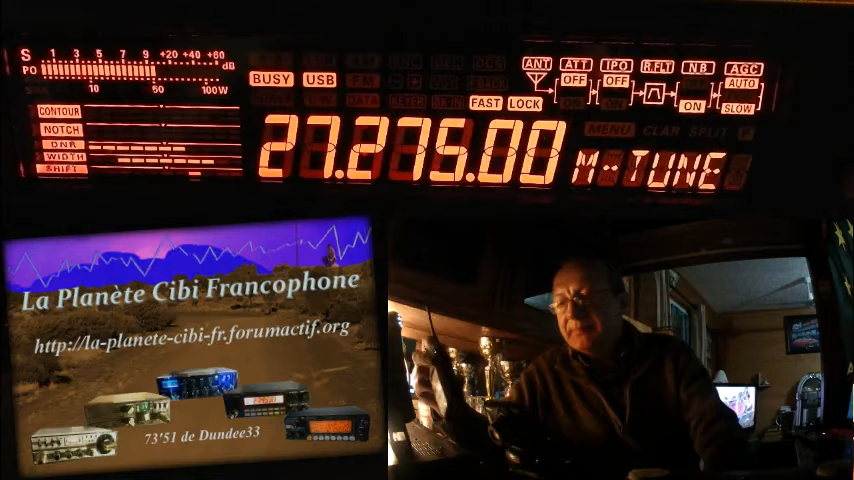 S 1 3 5 7 9 +20 +40 +60 dB
PO
10 50 100W
BUSY USB
FAST LOCK
ANT ATT IPO R.FLT NB AGC
OFF OFF AUTO
ON SLOW
CONTOUR
NOTCH
DNR
WIDTH
SHIFT
27.275.00
MENU CLAR SPLIT
M-TUNE
La Planète Cibi Francophone
http://la-planete-cibi-fr.forumactif.org
73'51 de Dundee33